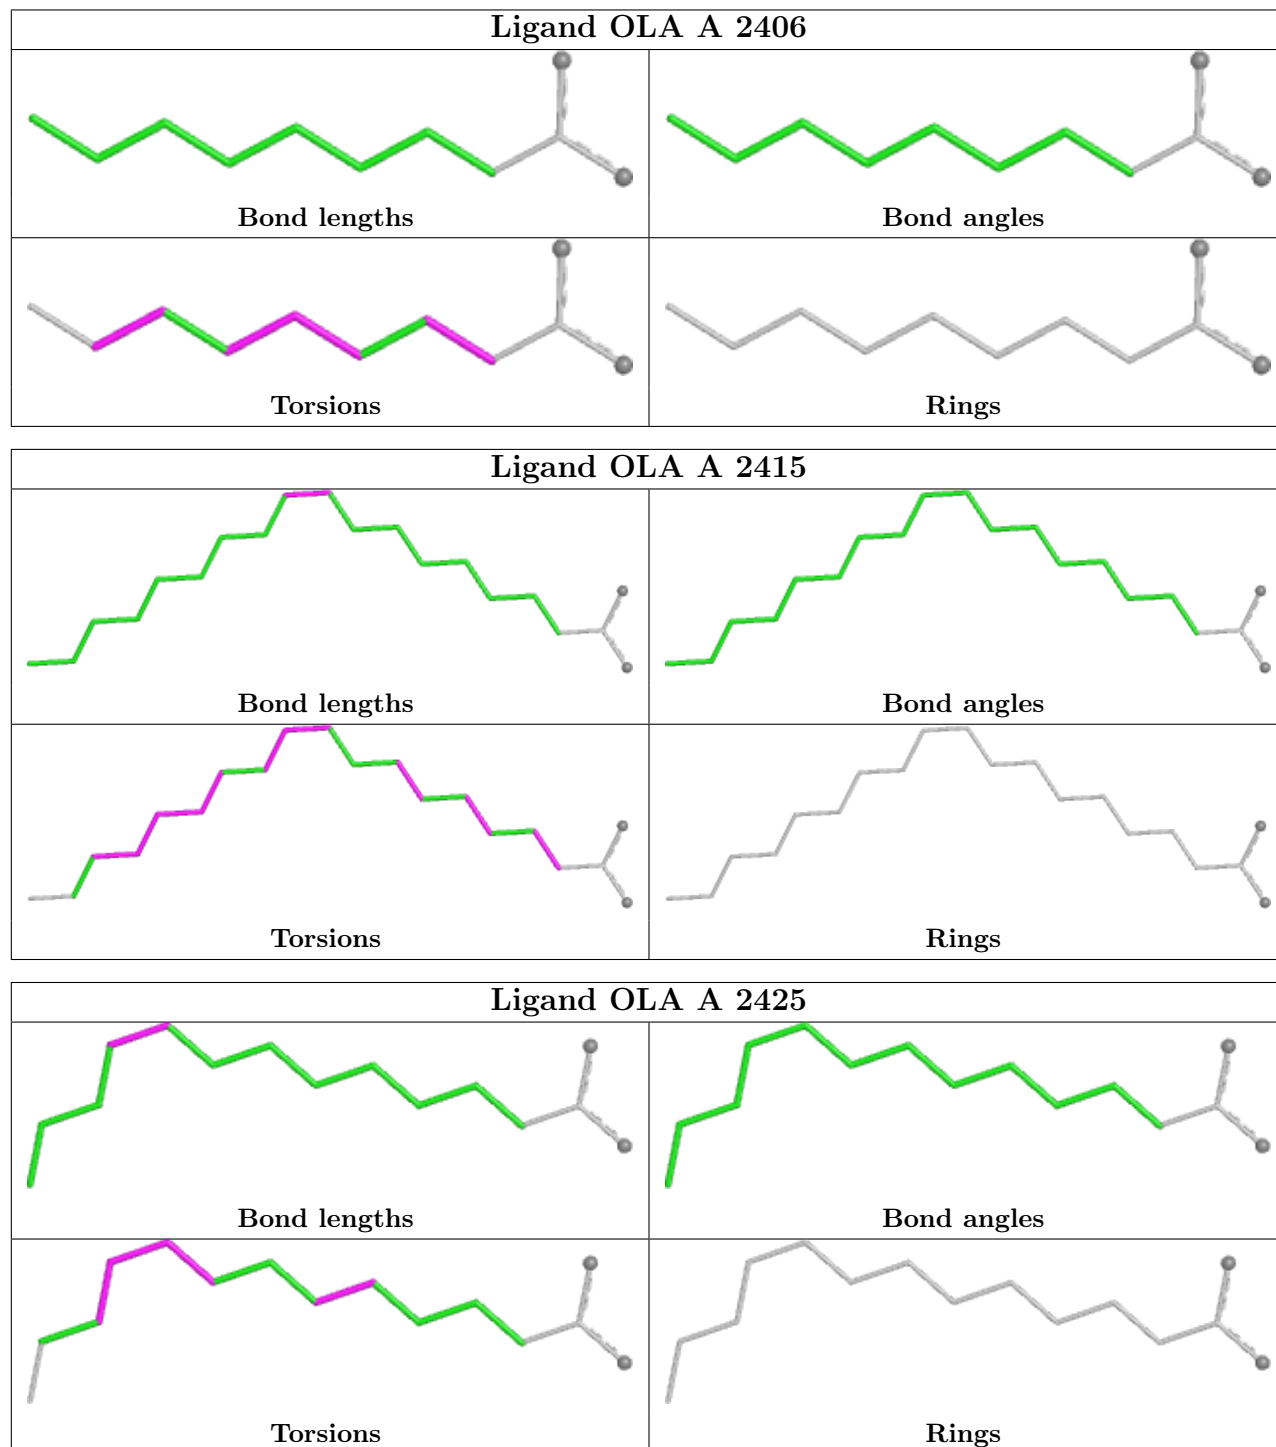 Ligand OLA A 2406
Bond lengths
Bond angles
Torsions
Rings
Ligand OLA A 2415
Bond lengths
Bond angles
Torsions
Rings
Ligand OLA A 2425
Bond lengths
Bond angles
Torsions
Rings